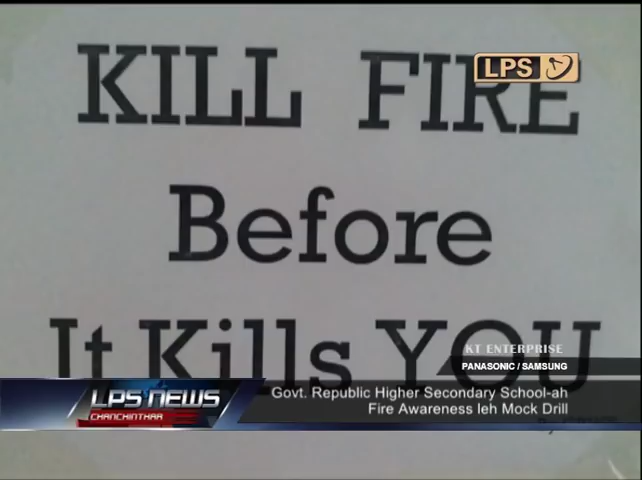 LPS
KILL FIRE
Before
It Kills YOU
KT ENTERPRISE
PANASONIC / SAMSUNG
LPS NEWS
CHANCHINTHAR
Govt. Republic Higher Secondary School-ah
Fire Awareness leh Mock Drill